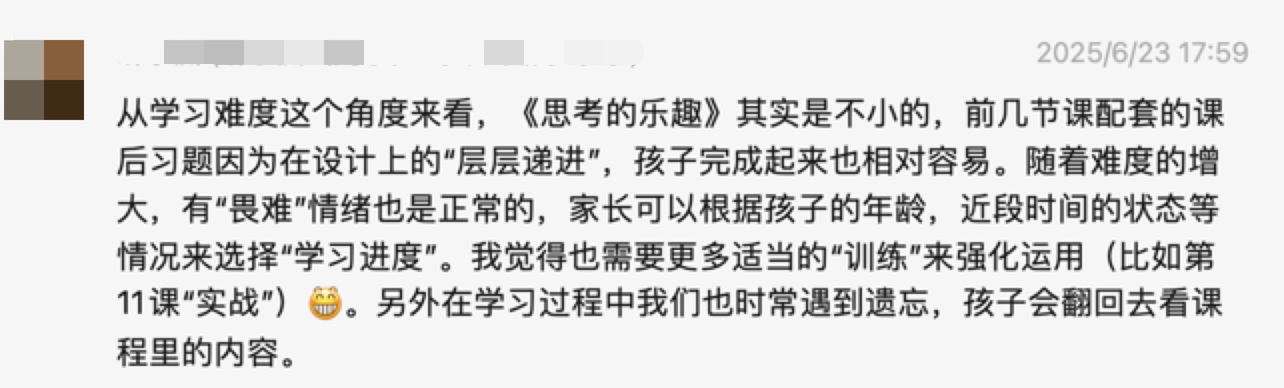 2025/6/23 17:59
从学习难度这个角度来看，《思考的乐趣》其实是不小的，前几节课配套的课
后习题因为在设计上的“层层递进”，孩子完成起来也相对容易。随着难度的增
大，有“畏难”情绪也是正常的，家长可以根据孩子的年龄，近段时间的状态等
情况来选择“学习进度”。我觉得也需要更多适当的“训练”来强化运用（比如第
11课“实战”）😁。另外在学习过程中我们也时常遇到遗忘，孩子会翻回去看课
程里的内容。